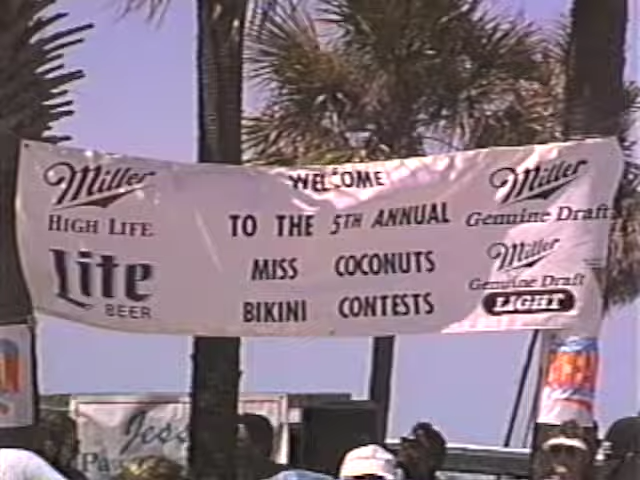 Miller
HIGH LIFE
Lite
BEER
WELCOME
TO THE 5TH ANNUAL
MISS COCONUTS
BIKINI CONTESTS
Miller
Genuine Draft
Miller
Genuine Draft
LIGHT
Jess